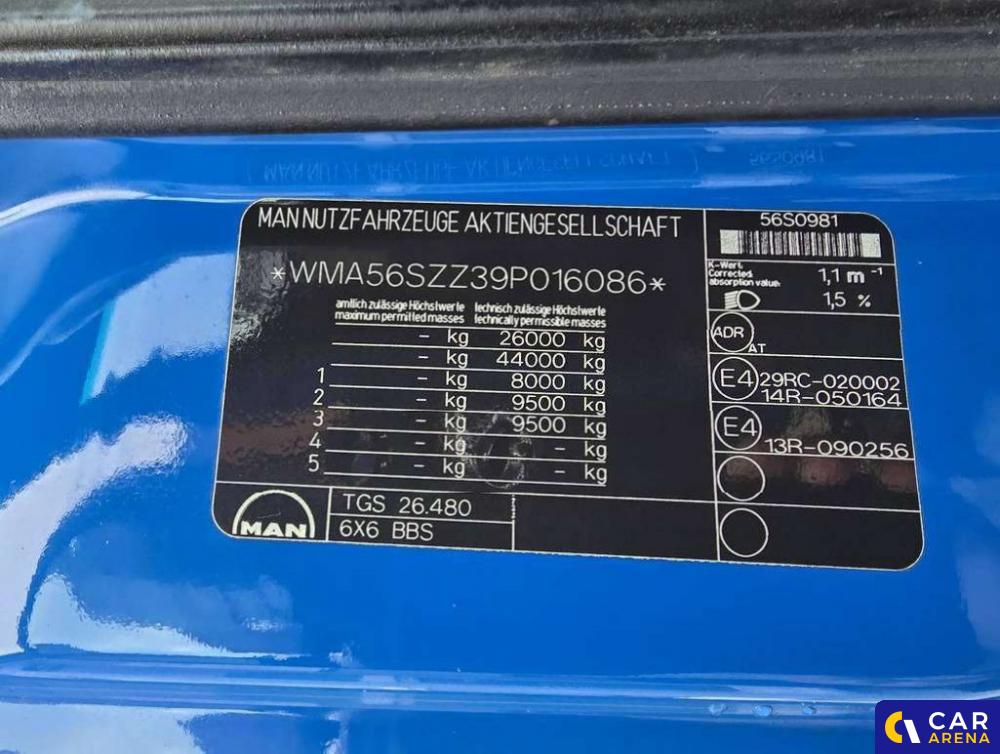 MAN NUTZFAHRZEUGE AKTIENGESELLSCHAFT
*WMA56SZZ39P016086*
amtlich zulässige Höchstwerte technisch zulässige Höchstwerte
maximum permitted masses technically permissible masses
- kg 26000 kg
- kg 44000 kg
1 - kg 8000 kg
2 - kg 9500 kg
3 - kg 9500 kg
4 - kg - kg
5 - kg - kg
MAN
TGS 26.480
6X6 BBS
56S0981
K-Wert
Corrected
absorption value:
1,1 m -1
1,5 %
ADR
AT
E4 29RC-020002
14R-050164
E4
13R-090256
CAR
ARENA